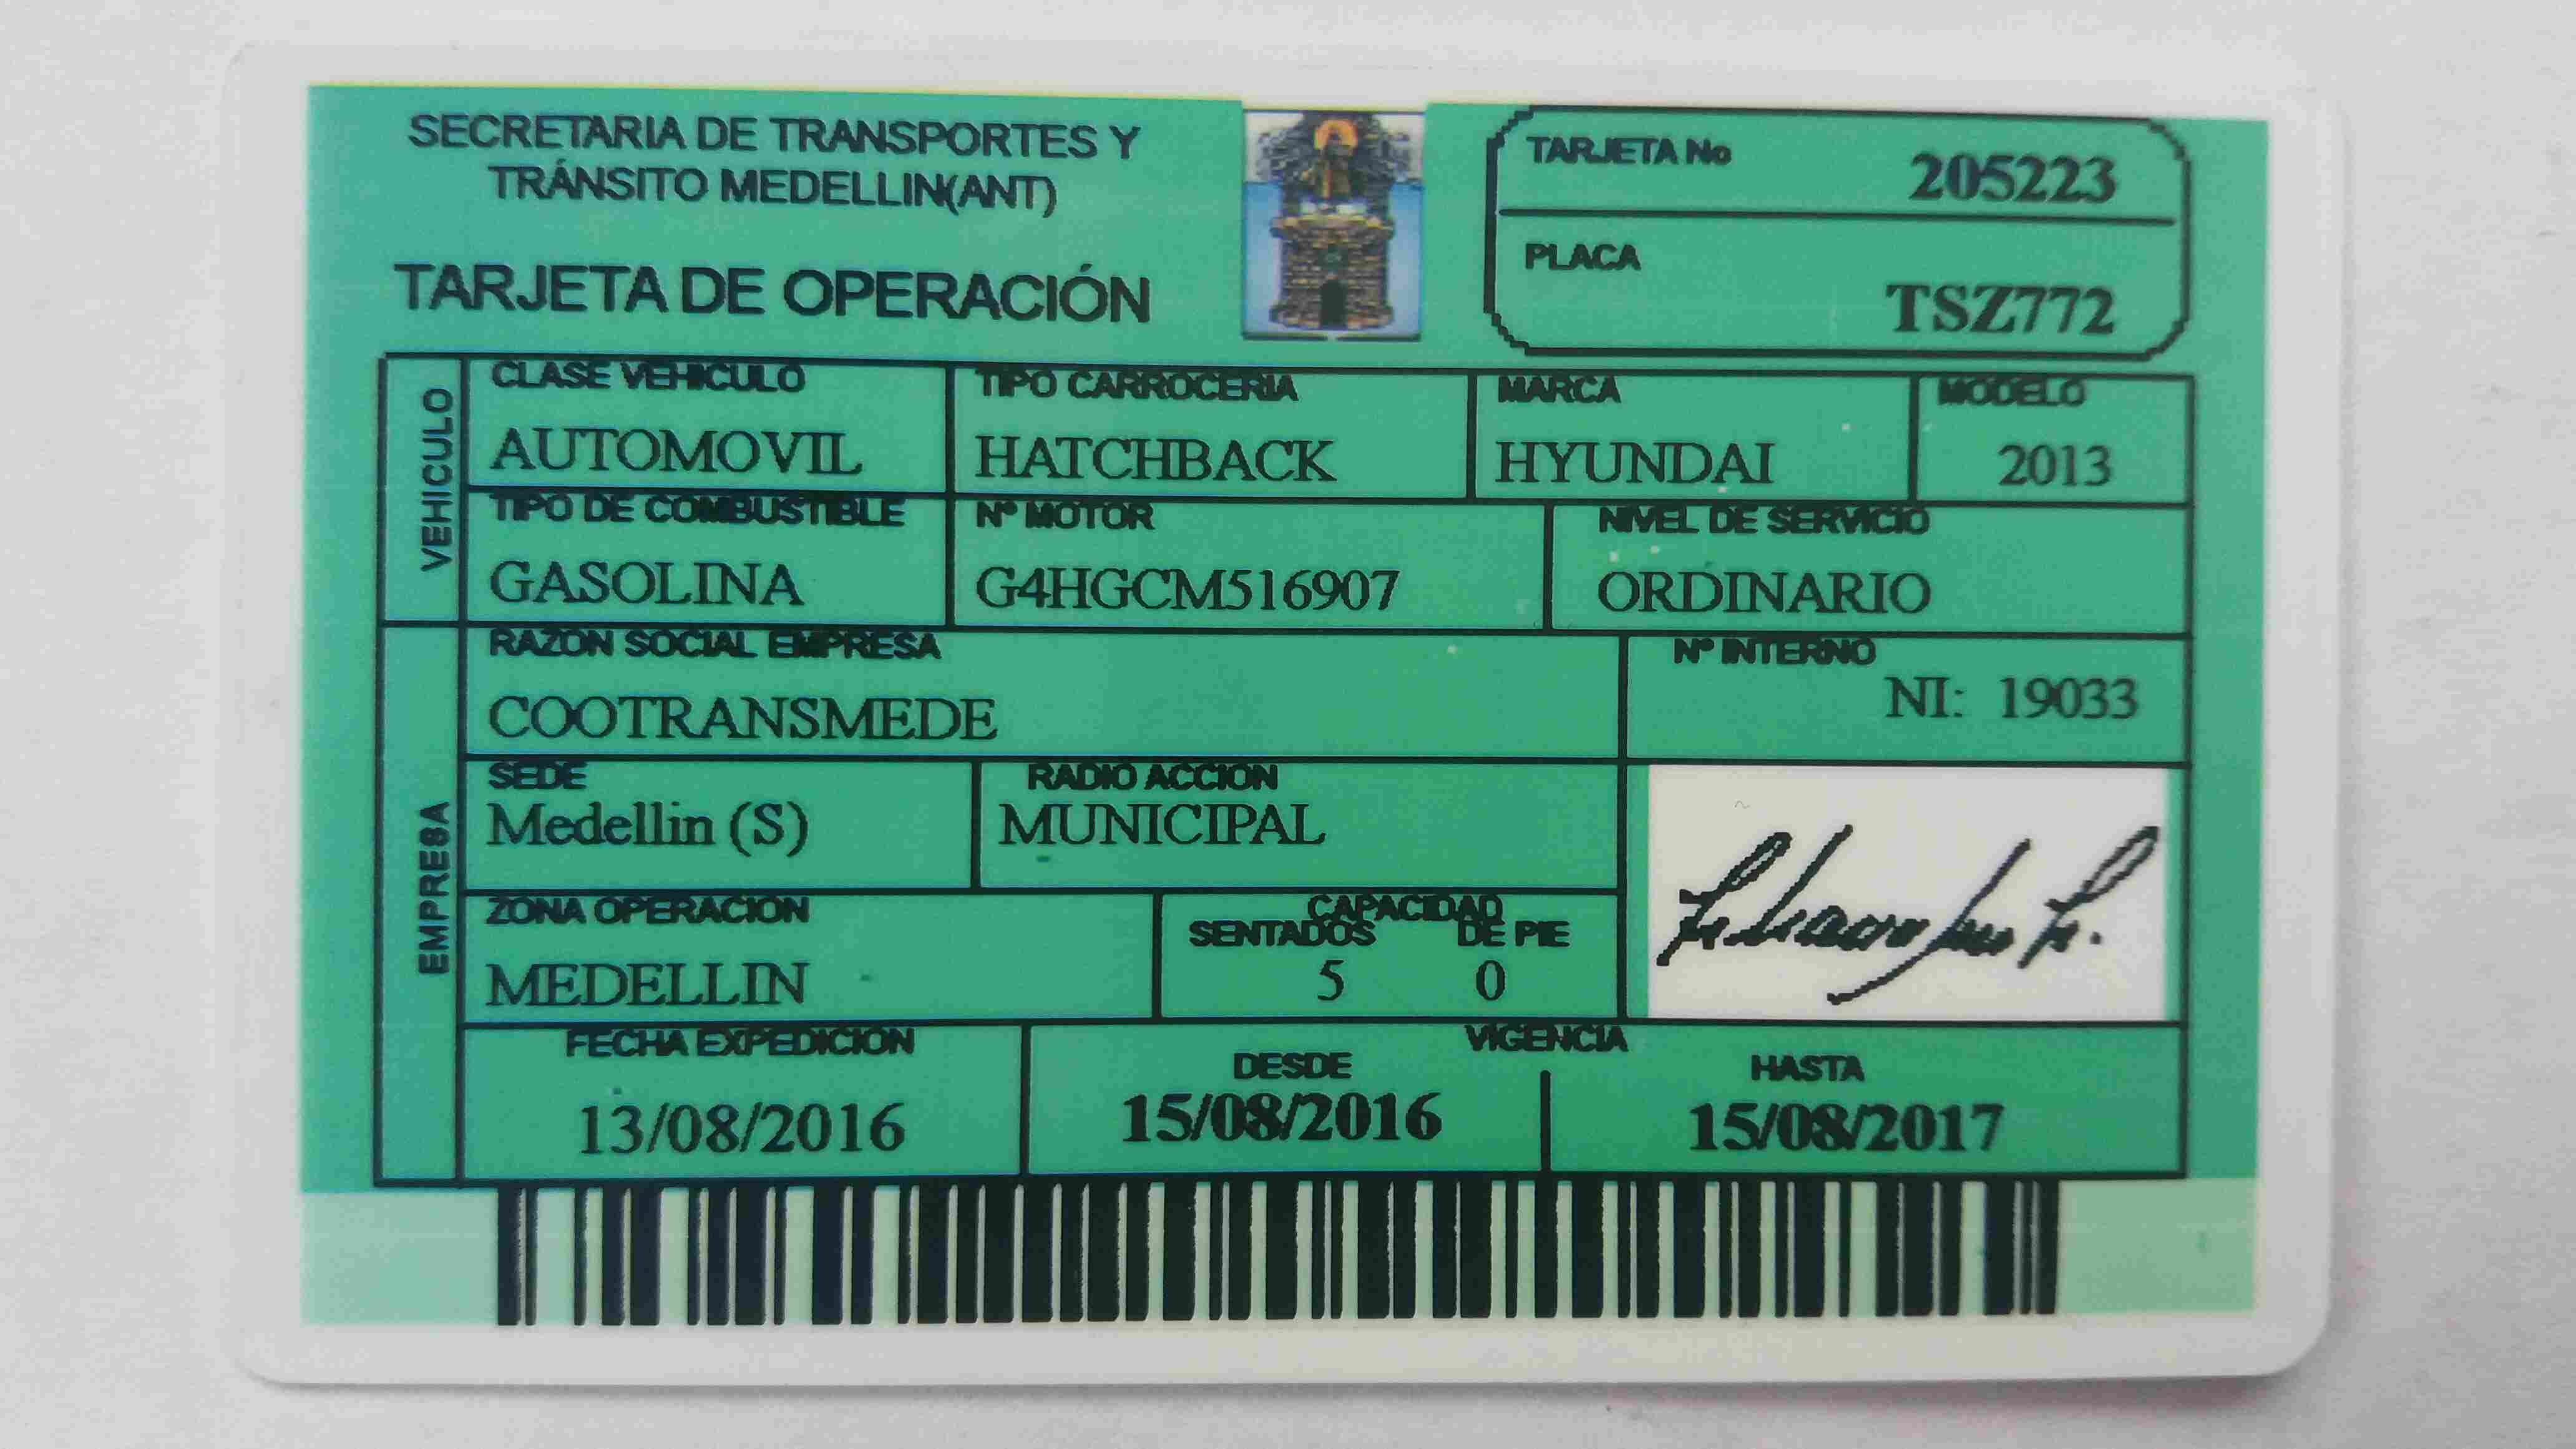 SECRETARIA DE TRANSPORTES Y
TRÁNSITO MEDELLIN(ANT)
TARJETA DE OPERACIÓN
TARJETA No 205223
PLACA
TSZ772
VEHICULO
CLASE VEHICULO TIPO CARROCERIA MARCA MODELO
AUTOMOVIL HATCHBACK HYUNDAI 2013
TIPO DE COMBUSTIBLE Nº MOTOR NIVEL DE SERVICIO
GASOLINA G4HGCM516907 ORDINARIO
EMPRESA
RAZON SOCIAL EMPRESA Nº INTERNO
COOTRANSMEDE NI: 19033
SEDE RADIO ACCION
Medellin (S) MUNICIPAL
ZONA OPERACION CAPACIDAD
SENTADOS DE PIE
MEDELLIN 5 0
FECHA EXPEDICION VIGENCIA
DESDE HASTA
13/08/2016 15/08/2016 15/08/2017